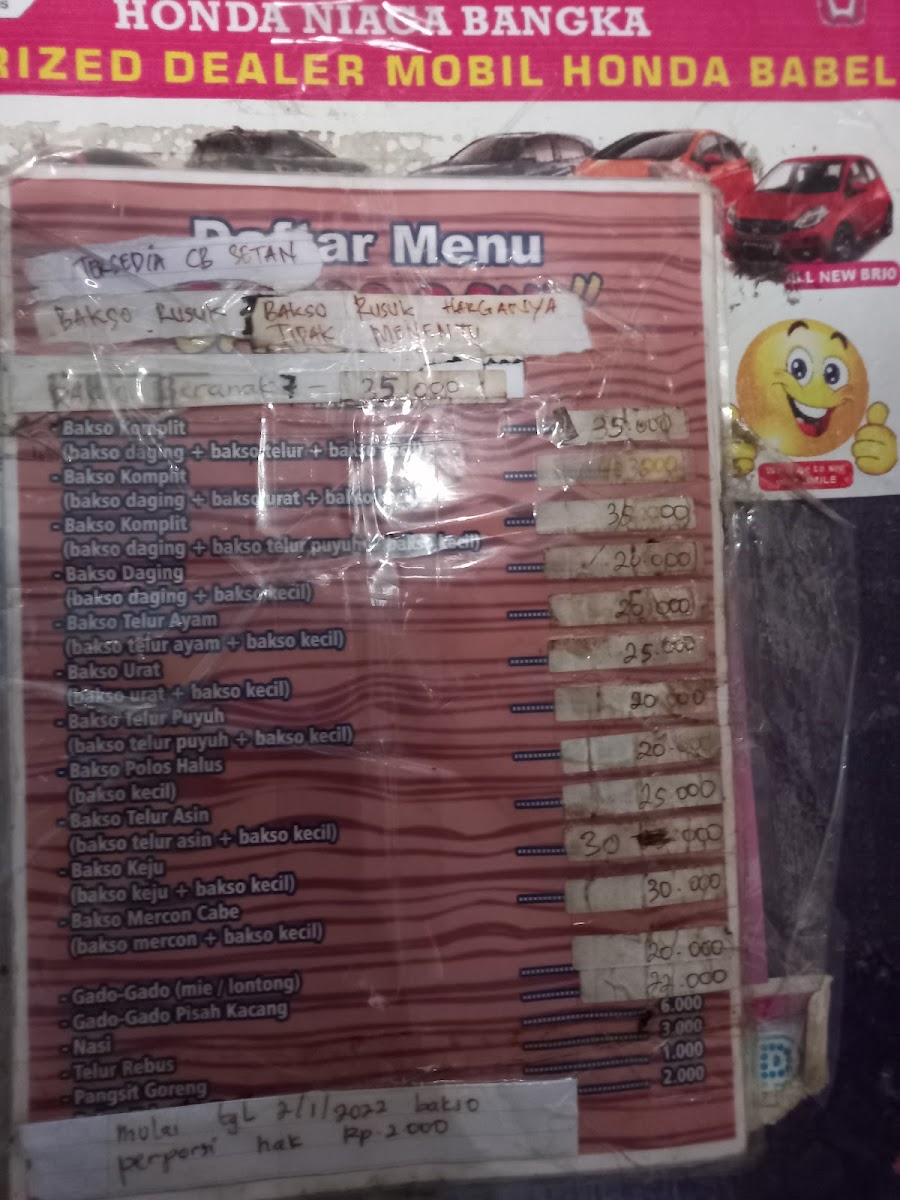 HONDA NIAGA BANGKA
RIZED DEALER MOBIL HONDA BABEL
ALL NEW BRIO
SMILE
Daftar Menu
TERSEDIA CB SETAN
BAKSO RUSUK BAKSO RUSUK HARGANYA
TIDAK MENENTU
Beranak 25.000
- Bakso Komplit 35.000
(bakso daging + bakso telur +
- Bakso Komplit
(bakso daging + bakso urat + bakso kecil)
- Bakso Komplit 35.000
(bakso daging + bakso telur puyuh + bakso kecil)
- Bakso Daging
(bakso daging + bakso kecil)
- Bakso Telur Ayam
(bakso telur ayam + bakso kecil)
- Bakso Urat 25.000
(bakso urat + bakso kecil)
- Bakso Telur Puyuh 20.000
(bakso telur puyuh + bakso kecil)
- Bakso Polos Halus
(bakso kecil)
- Bakso Telur Asin 25.000
(bakso telur asin + bakso kecil)
- Bakso Keju 30.000
(bakso keju + bakso kecil)
- Bakso Mercon Cabe 30.000
(bakso mercon + bakso kecil)
- Gado-Gado (mie / lontong) 20.000
- Gado-Gado Pisah Kacang 22.000
- Nasi 6.000
- Telur Rebus 3.000
- Pangsit Goreng 1.000
2.000
mulai tgl 2/1/2022 bakso
perporsi Rp.2000